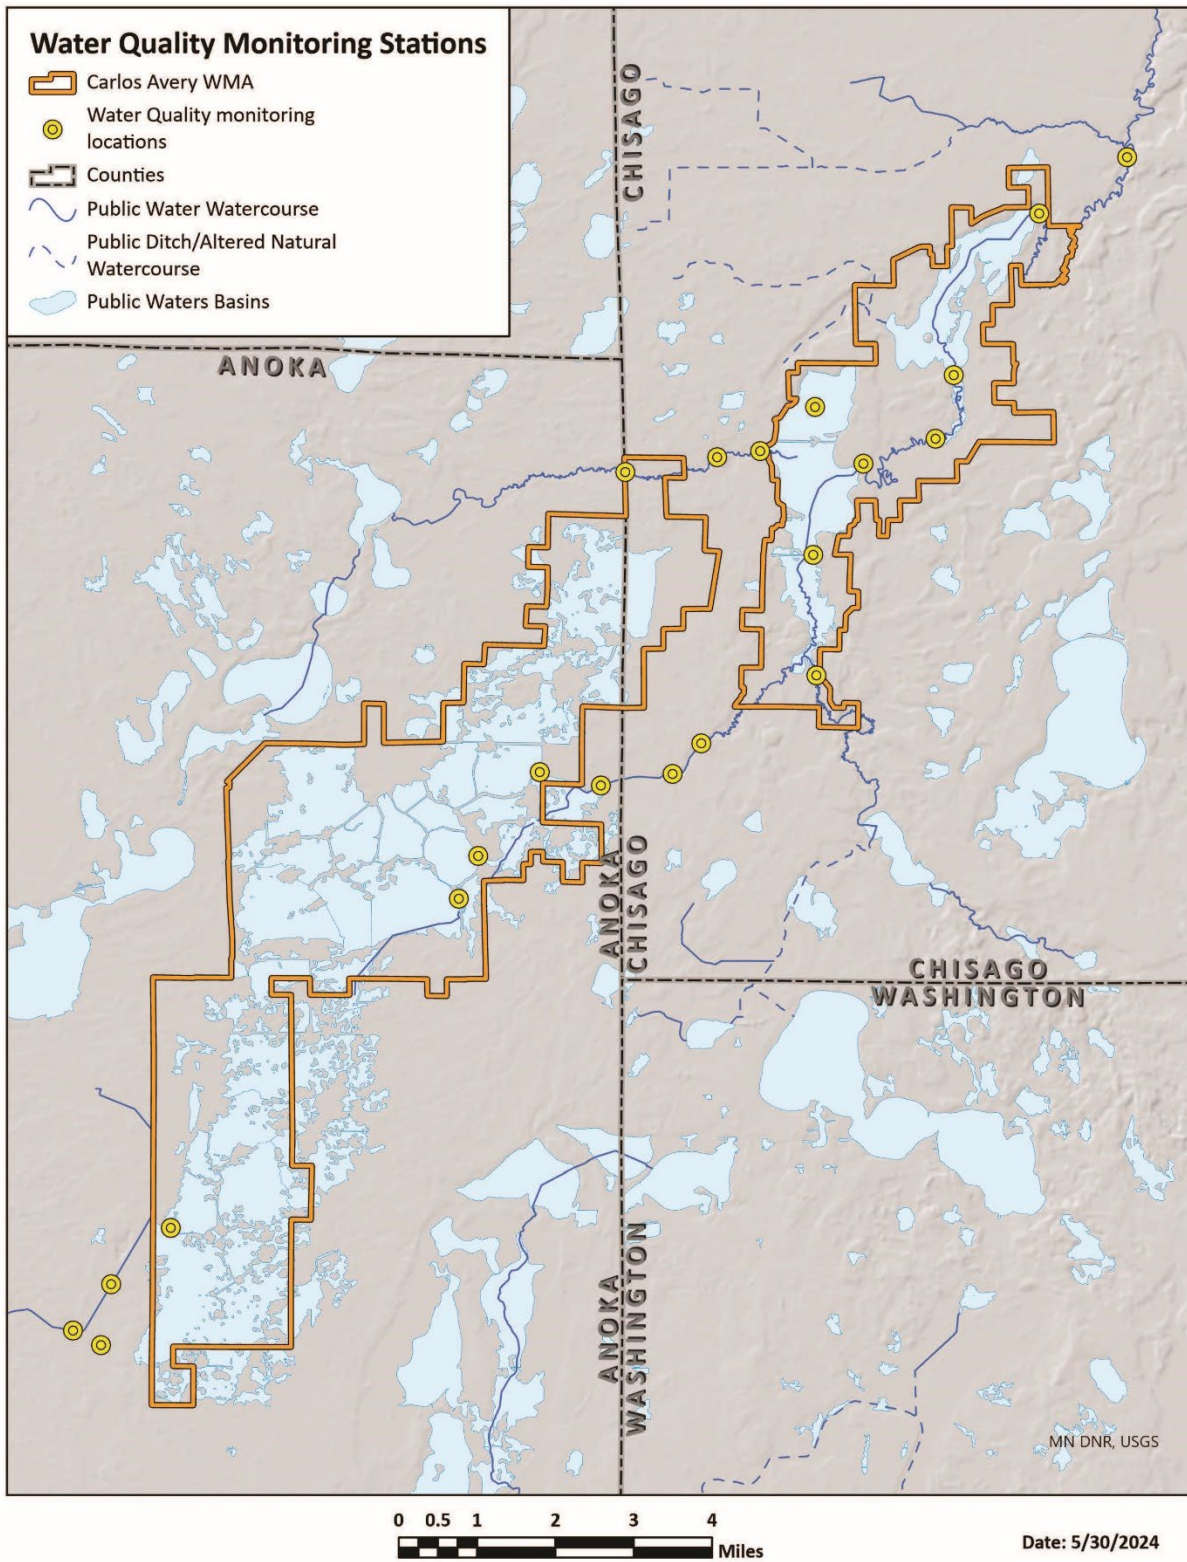 Water Quality Monitoring Stations
Carlos Avery WMA
Water Quality monitoring
locations
Counties
Public Water Watercourse
Public Ditch/Altered Natural
Watercourse
Public Waters Basins
CHISAGO
ANOKA
ANOKA
CHISAGO
CHISAGO
WASHINGTON
ANOKA
WASHINGTON
MN DNR, USGS
0 0.5 1 2 3 4
Miles
Date: 5/30/2024